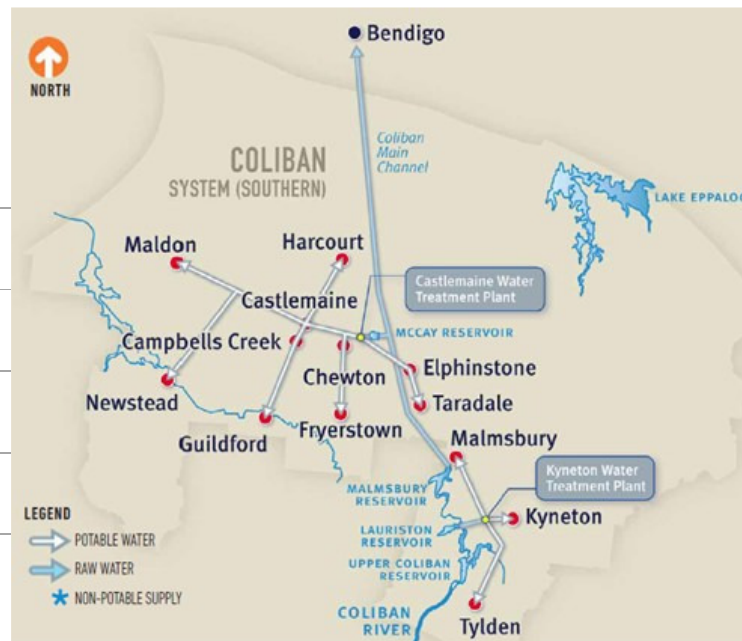 Bendigo
NORTH
Coliban
Main
Channel
COLIBAN
SYSTEM (SOUTHERN)
LAKE EPPALOC
Maldon
Harcourt
Castlemaine Water
Treatment Plant
Castlemaine
MCCAY RESERVOIR
Campbells Creek
Chewton
Elphinstone
Newstead
Taradale
Guildford
Fryerstown
Malmsbury
Kyneton Water
Treatment Plant
MALMSBURY
RESERVOIR
LEGEND
POTABLE WATER
LAURISTON
RESERVOIR
Kyneton
RAW WATER
UPPER COLIBAN
RESERVOIR
NON-POTABLE SUPPLY
COLIBAN
RIVER
Tylden